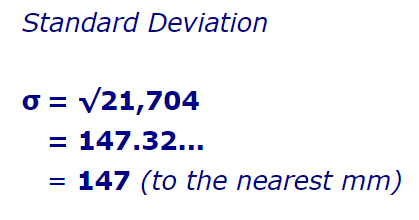 Standard Deviation
σ = √21,704
= 147.32...
= 147 (to the nearest mm)